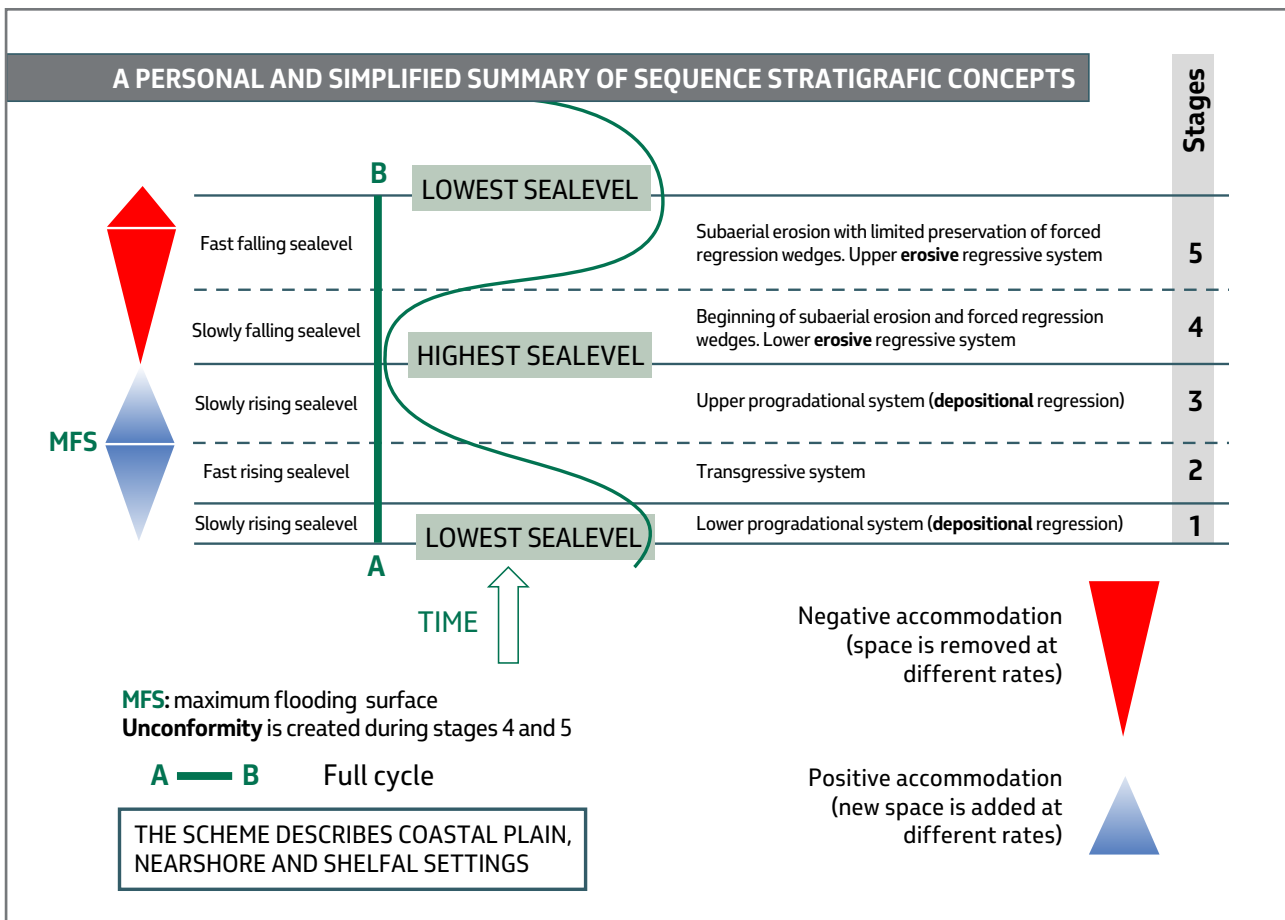 A PERSONAL AND SIMPLIFIED SUMMARY OF SEQUENCE STRATIGRAFIC CONCEPTS
Stages
B
LOWEST SEALEVEL
Fast falling sealevel
Subaerial erosion with limited preservation of forced
regression wedges. Upper erosive regressive system
5
Slowly falling sealevel
Beginning of subaerial erosion and forced regression
wedges. Lower erosive regressive system
4
HIGHEST SEALEVEL
Slowly rising sealevel
Upper progradational system (depositional regression)
3
MFS
Fast rising sealevel
Transgressive system
2
Slowly rising sealevel
LOWEST SEALEVEL
Lower progradational system (depositional regression)
1
A
TIME
Negative accommodation
(space is removed at
different rates)
MFS: maximum flooding surface
Unconformity is created during stages 4 and 5
A B Full cycle
Positive accommodation
(new space is added at
different rates)
THE SCHEME DESCRIBES COASTAL PLAIN,
NEARSHORE AND SHELFAL SETTINGS